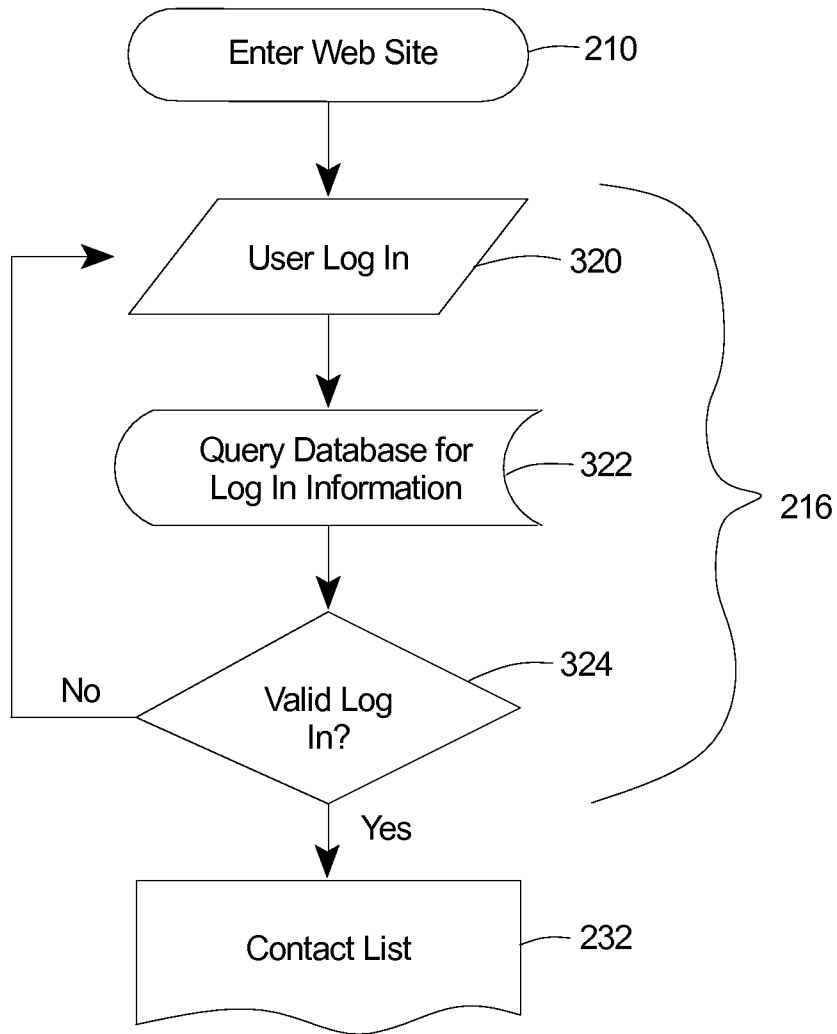 Enter Web Site
210
User Log In
320
Query Database for
Log In Information
322
216
324
No
Valid Log
In?
Yes
Contact List
232